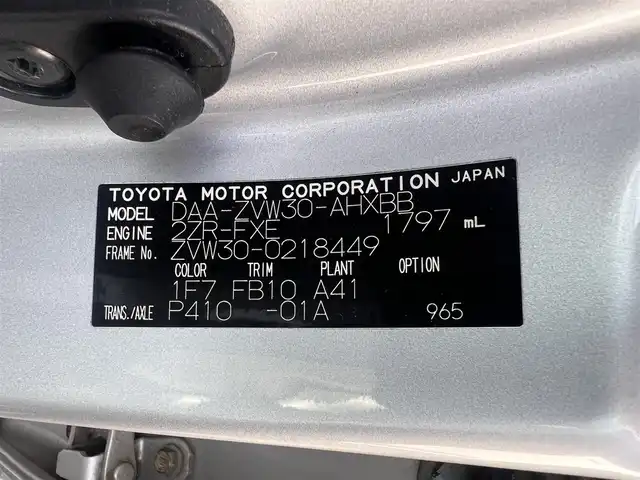 TOYOTA MOTOR CORPORATION JAPAN
MODEL DAA-ZVW30-AHXBB
ENGINE 2ZR-FXE 1797 mL
FRAME No. ZVW30-0218449
COLOR TRIM PLANT OPTION
1F7 FB10 A41
TRANS./AXLE P410 -01A 965